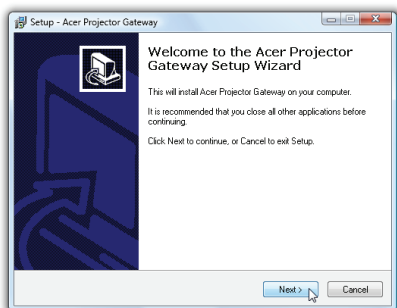 Setup - Acer Projector Gateway
Welcome to the Acer Projector
Gateway Setup Wizard
This will install Acer Projector Gateway on your computer.
It is recommended that you close all other applications before
continuing.
Click Next to continue, or Cancel to exit Setup.
Next > Cancel